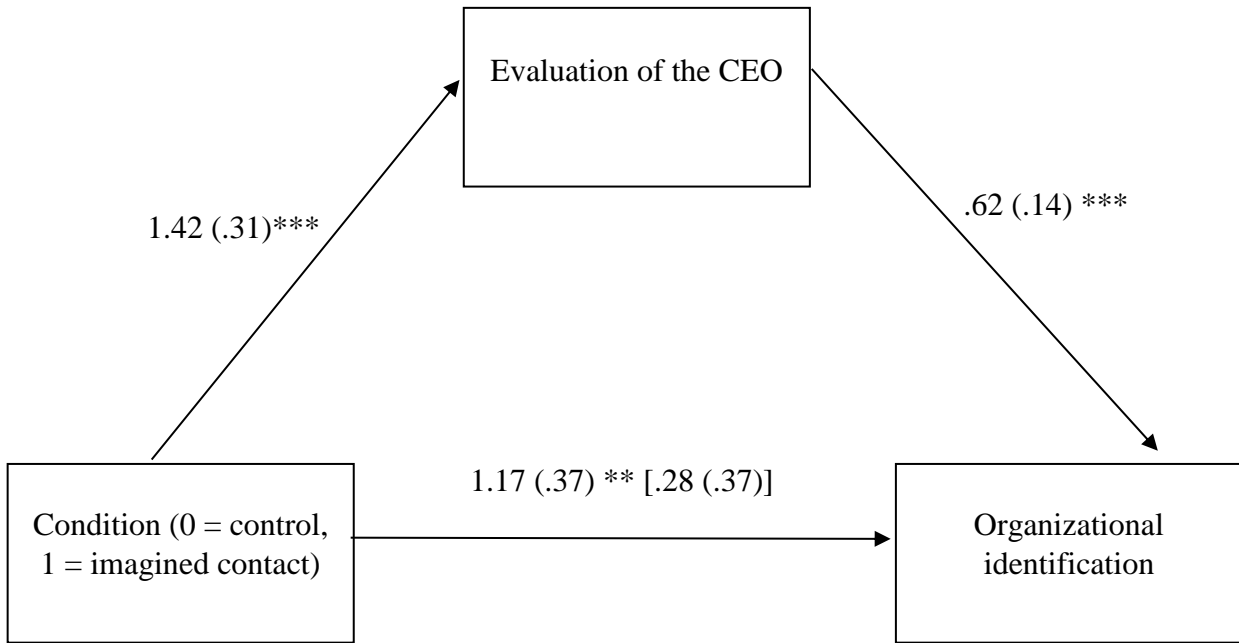 Evaluation of the CEO
1.42 (.31)***
.62 (.14) ***
1.17 (.37) ** [.28 (.37)]
Condition (0 = control,
1 = imagined contact)
Organizational
identification